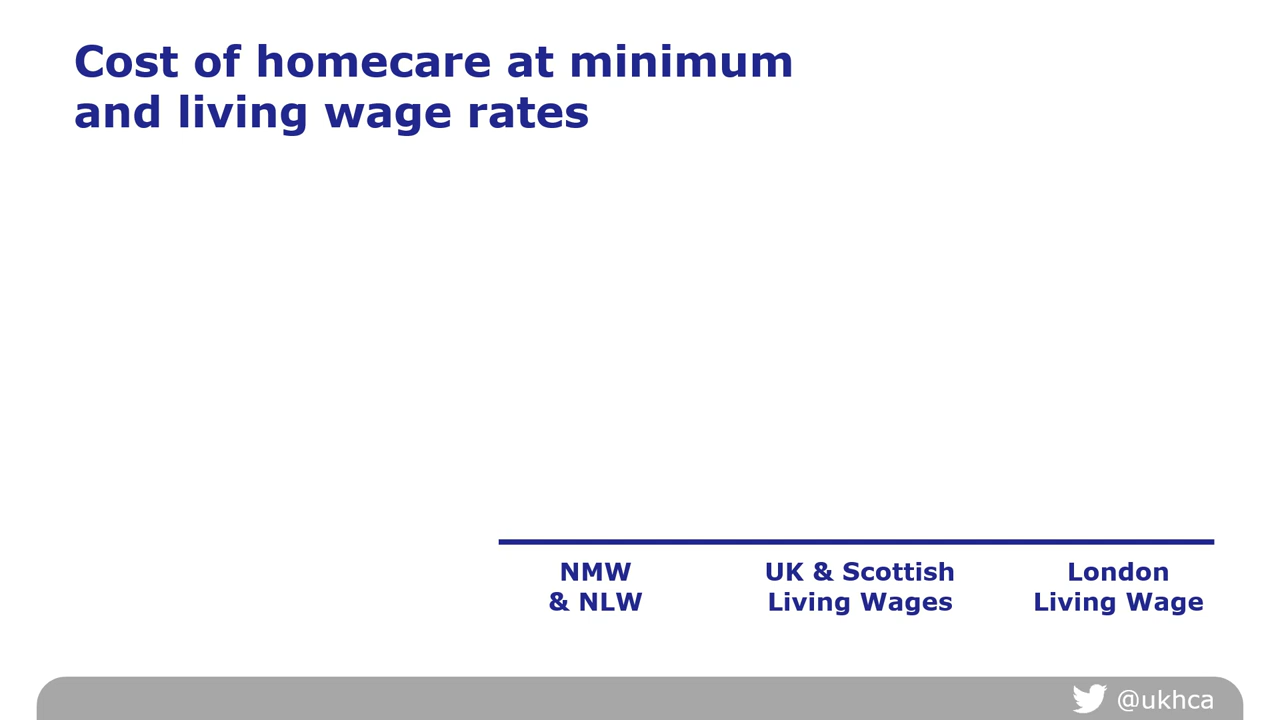 Cost of homecare at minimum
and living wage rates
NMW
& NLW
UK & Scottish
Living Wages
London
Living Wage
@ukhca